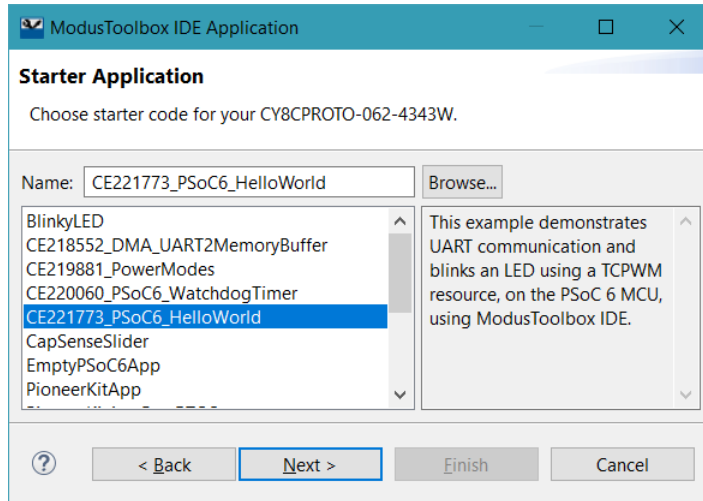 ModusToolbox IDE Application
Starter Application
Choose starter code for your CY8CPROTO-062-4343W.
Name: CE221773_PSoC6_HelloWorld Browse...
BlinkyLED
CE218552_DMA_UART2MemoryBuffer
CE219881_PowerModes
CE220060_PSoC6_WatchdogTimer
CE221773_PSoC6_HelloWorld
CapSenseSlider
EmptyPSoC6App
PioneerKitApp
This example demonstrates
UART communication and
blinks an LED using a TCPWM
resource, on the PSoC 6 MCU,
using ModusToolbox IDE.
? < Back Next > Finish Cancel